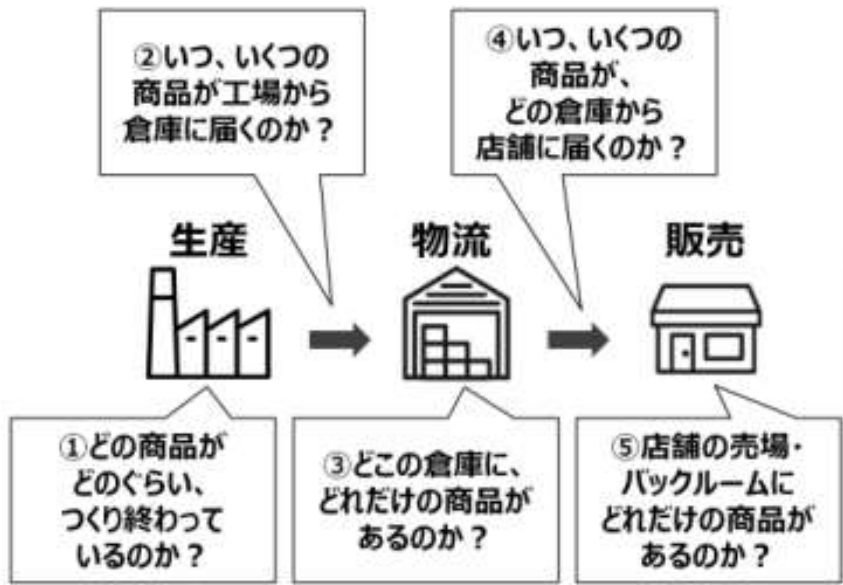 ②いつ、いくつの
商品が工場から
倉庫に届くのか？
④いつ、いくつの
商品が、
どの倉庫から
店舗に届くのか？
生産
物流
販売
①どの商品が
どのぐらい、
つくり終わって
いるのか？
③どこの倉庫に、
どれだけの商品が
あるのか？
⑤店舗の売場・
バックルームに
どれだけの商品が
あるのか？